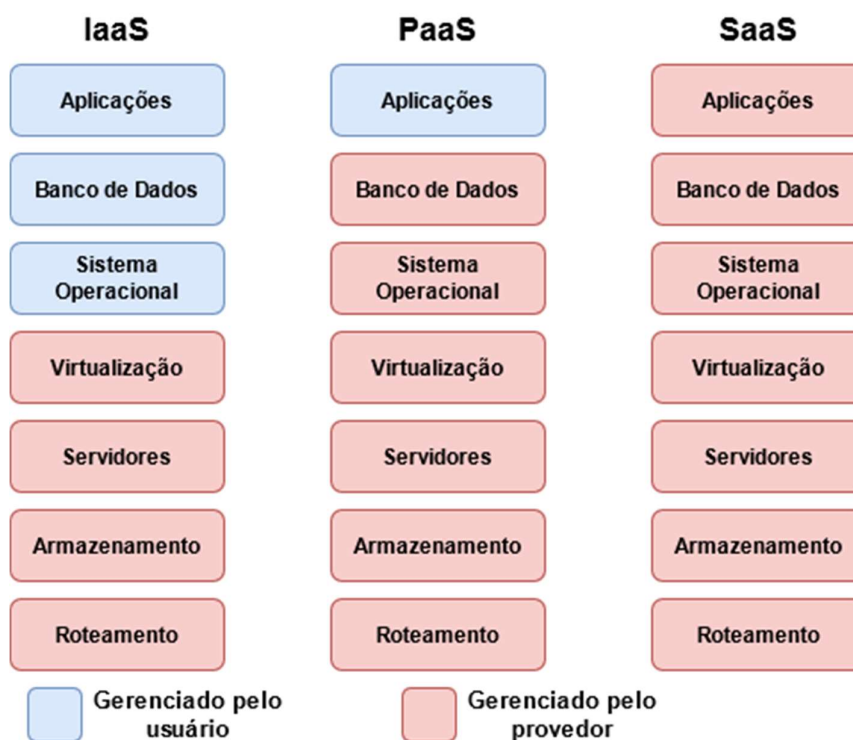 IaaS
PaaS
SaaS
Aplicações
Aplicações
Aplicações
Banco de Dados
Banco de Dados
Banco de Dados
Sistema
Operacional
Sistema
Operacional
Sistema
Operacional
Virtualização
Virtualização
Virtualização
Servidores
Servidores
Servidores
Armazenamento
Armazenamento
Armazenamento
Roteamento
Roteamento
Roteamento
Gerenciado pelo
usuário
Gerenciado pelo
provedor